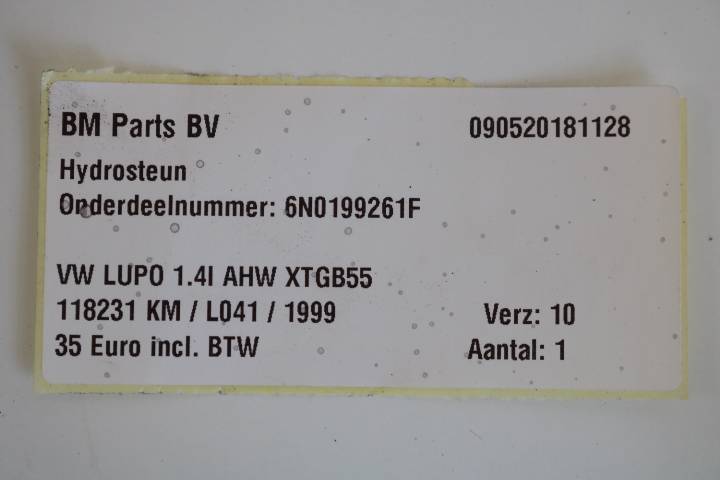 BM Parts BV 090520181128
Hydrosteun
Onderdeelnummer: 6N0199261F
VW LUPO 1.4I AHW XTGB55
118231 KM / L041 / 1999 Verz: 10
35 Euro incl. BTW Aantal: 1